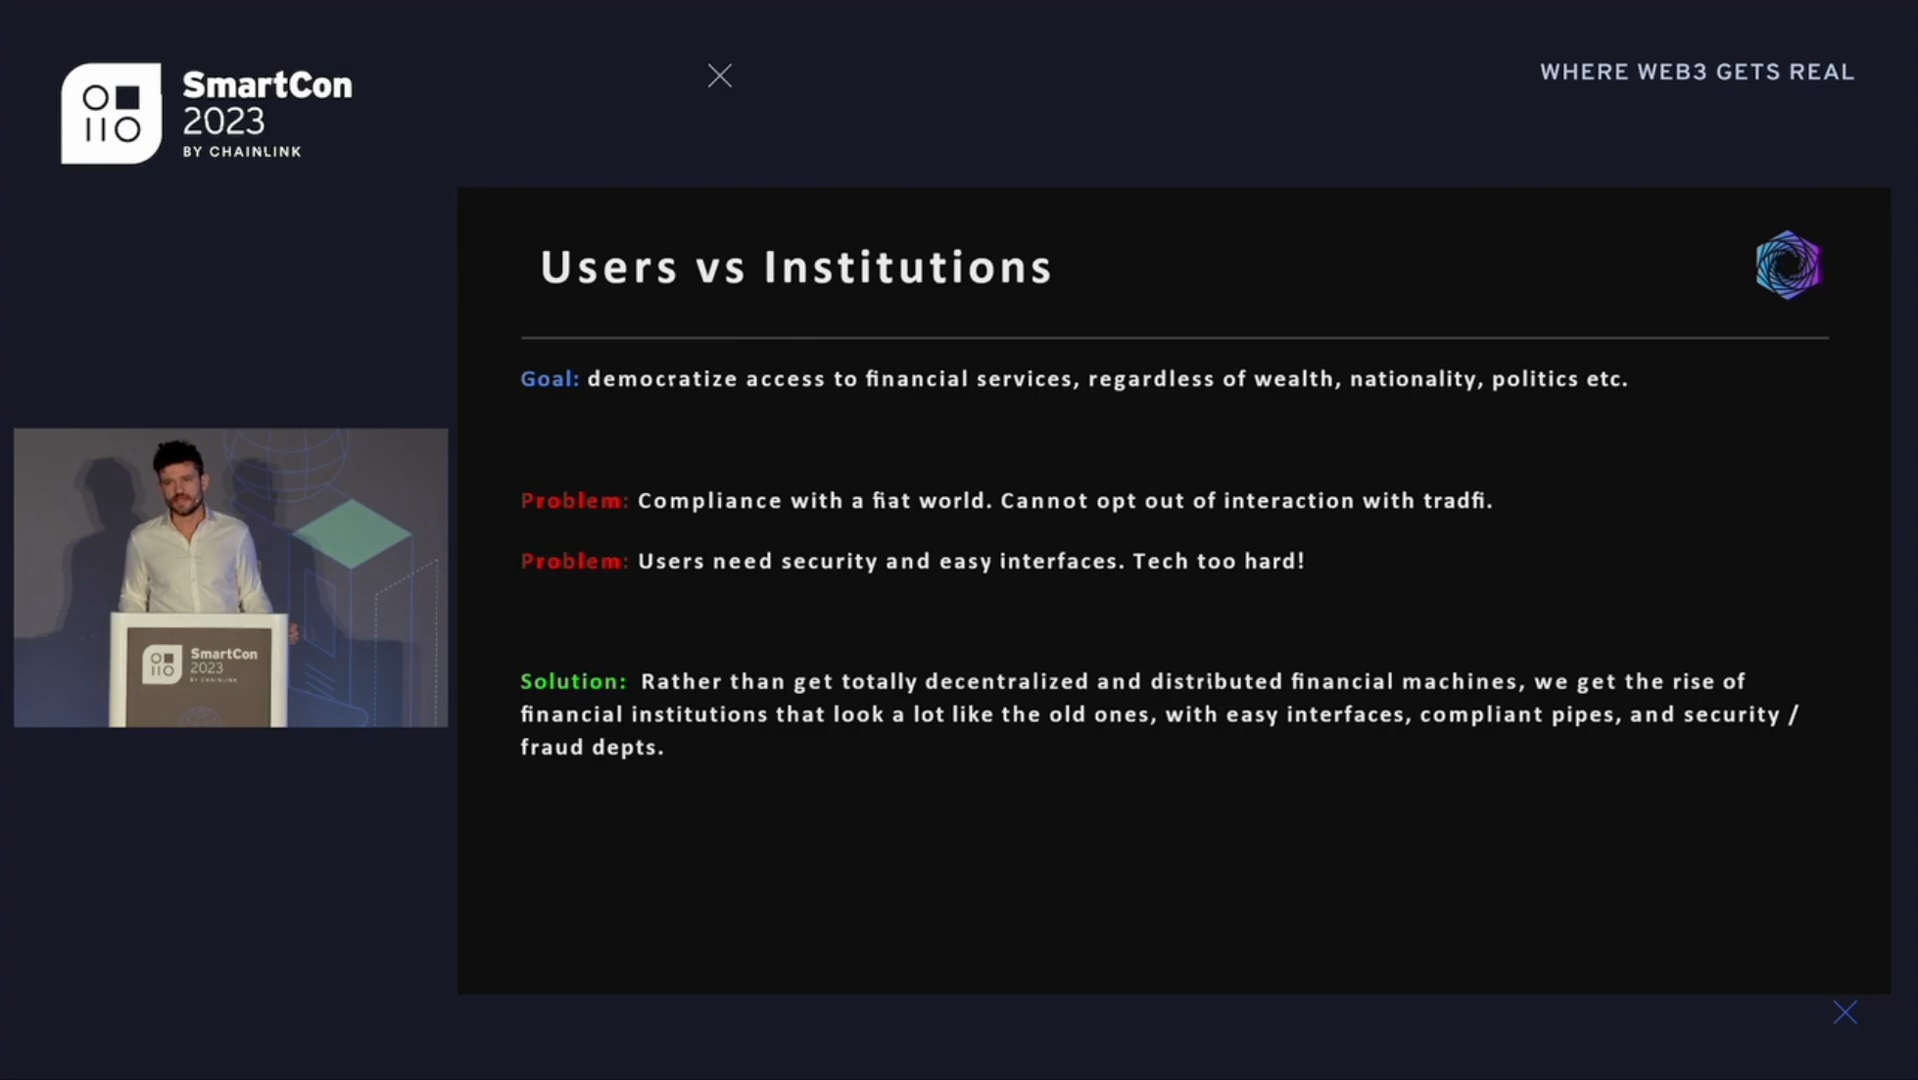 SmartCon
2023
BY CHAINLINK
WHERE WEB3 GETS REAL
Users vs Institutions
Goal: democratize access to financial services, regardless of wealth, nationality, politics etc.
Problem: Compliance with a fiat world. Cannot opt out of interaction with tradfi.
Problem: Users need security and easy interfaces. Tech too hard!
Solution: Rather than get totally decentralized and distributed financial machines, we get the rise of
financial institutions that look a lot like the old ones, with easy interfaces, compliant pipes, and security /
fraud depts.
SmartCon
2023
BY CHAINLINK